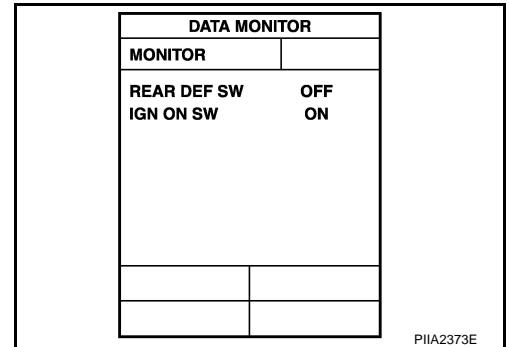 DATA MONITOR
MONITOR
REAR DEF SW OFF
IGN ON SW ON
PIIA2373E